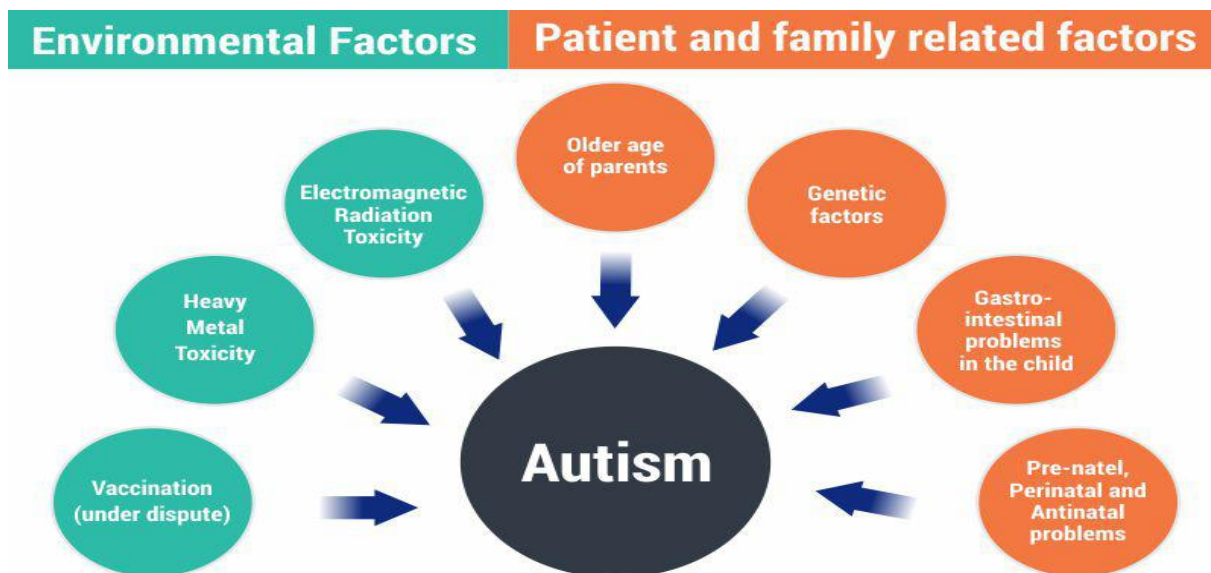 Environmental Factors
Patient and family related factors
Older age
of parents
Electromagnetic
Radiation
Toxicity
Genetic
factors
Heavy
Metal
Toxicity
Gastro-
intestinal
problems
in the child
Vaccination
(under dispute)
Autism
Pre-natel,
Perinatal and
Antinatal
problems